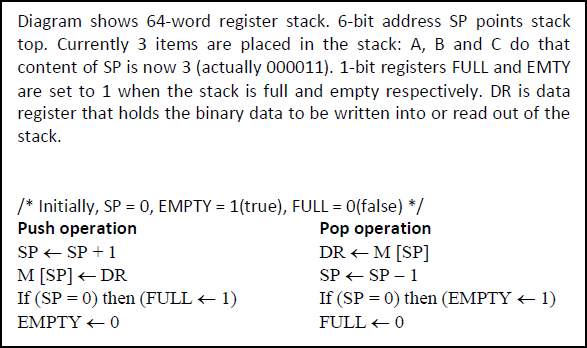 Diagram shows 64-word register stack. 6-bit address SP points stack
top. Currently 3 items are placed in the stack: A, B and C do that
content of SP is now 3 (actually 000011). 1-bit registers FULL and EMTY
are set to 1 when the stack is full and empty respectively. DR is data
register that holds the binary data to be written into or read out of the
stack.
/* Initially, SP = 0, EMPTY = 1(true), FULL = 0(false) */
Push operation
SP ← SP + 1
M [SP] ← DR
If (SP = 0) then (FULL ← 1)
EMPTY ← 0
Pop operation
DR ← M [SP]
SP ← SP – 1
If (SP = 0) then (EMPTY ← 1)
FULL ← 0